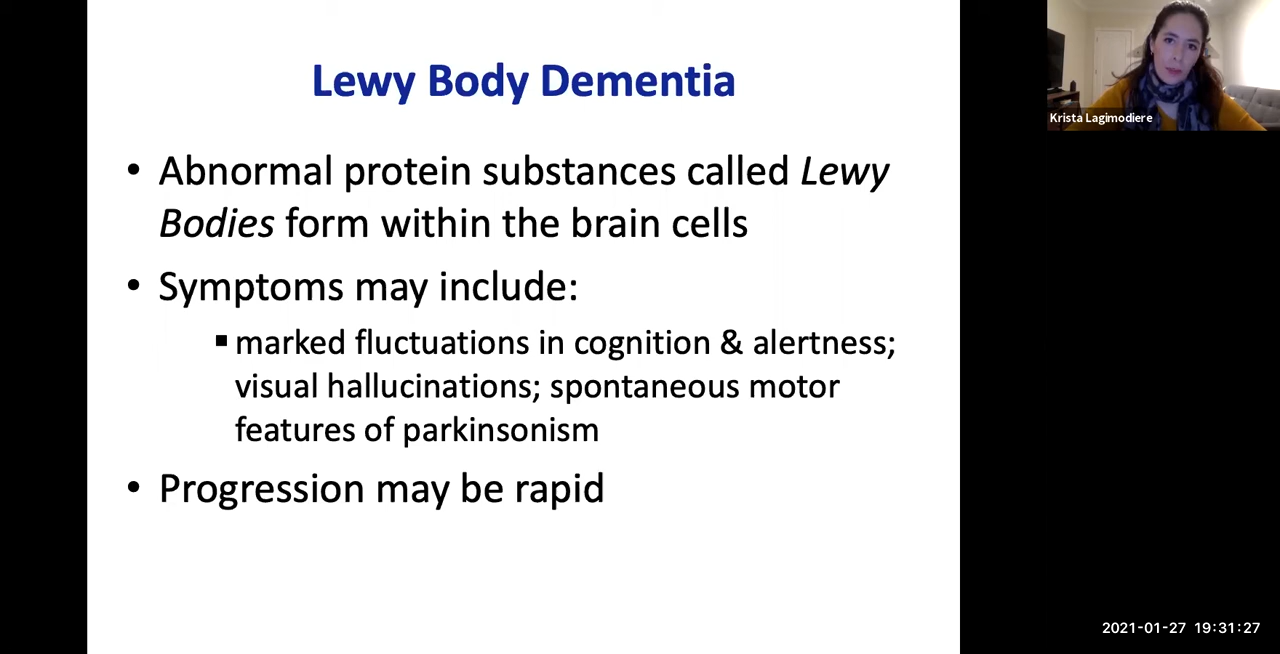 Lewy Body Dementia
• Abnormal protein substances called Lewy
Bodies form within the brain cells
• Symptoms may include:
▪ marked fluctuations in cognition & alertness;
visual hallucinations; spontaneous motor
features of parkinsonism
• Progression may be rapid
Krista Lagimodiere
2021-01-27 19:31:27